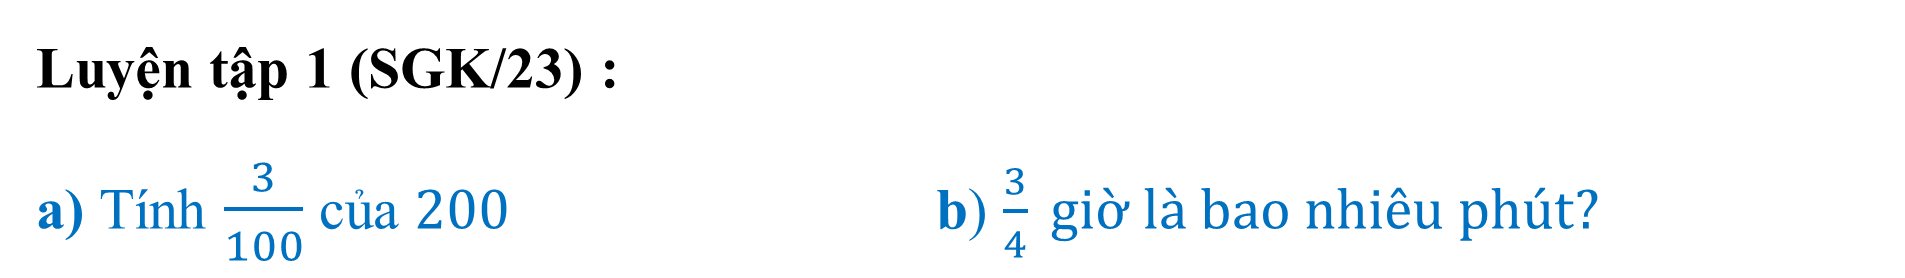 Luyện tập 1 (SGK/23) :
a) Tính 3/100 của 200 b) 3/4 giờ là bao nhiêu phút?